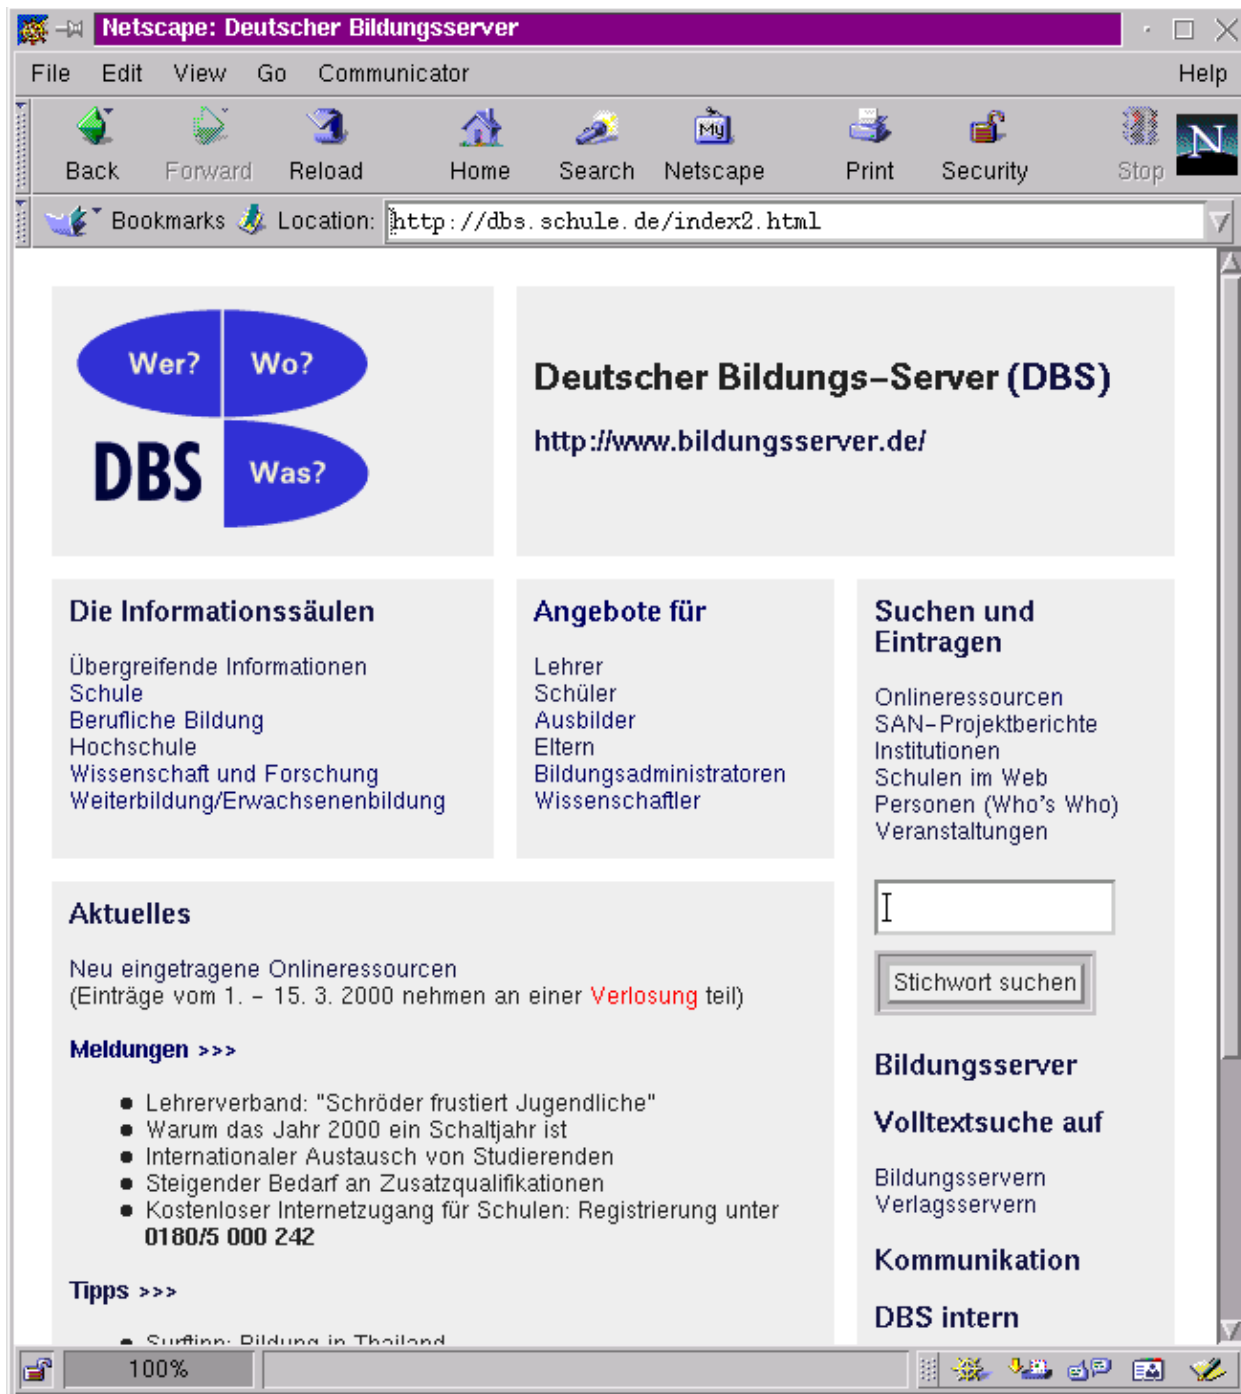 Netscape: Deutscher Bildungsserver
File Edit View Go Communicator Help
Back Forward Reload Home Search Netscape Print Security Stop
My
N
Bookmarks Location: http://dbs.schule.de/index2.html
Wer? Wo?
DBS Was?
Deutscher Bildungs-Server (DBS)
http://www.bildungsserver.de/
Die Informationssäulen
Übergreifende Informationen
Schule
Berufliche Bildung
Hochschule
Wissenschaft und Forschung
Weiterbildung/Erwachsenenbildung
Angebote für
Lehrer
Schüler
Ausbilder
Eltern
Bildungsadministratoren
Wissenschaftler
Suchen und
Eintragen
Onlineressourcen
SAN-Projektberichte
Institutionen
Schulen im Web
Personen (Who's Who)
Veranstaltungen
Stichwort suchen
Bildungsserver
Volltextsuche auf
Bildungsservern
Verlagsservern
Kommunikation
DBS intern
Aktuelles
Neu eingetragene Onlineressourcen
(Einträge vom 1. - 15. 3. 2000 nehmen an einer Verlosung teil)
Meldungen >>>
Lehrerverband: "Schröder frustiert Jugendliche"
Warum das Jahr 2000 ein Schaltjahr ist
Internationaler Austausch von Studierenden
Steigender Bedarf an Zusatzqualifikationen
Kostenloser Internetzugang für Schulen: Registrierung unter
0180/5 000 242
Tipps >>>
Surftipp: Bildung in Thailand
100%